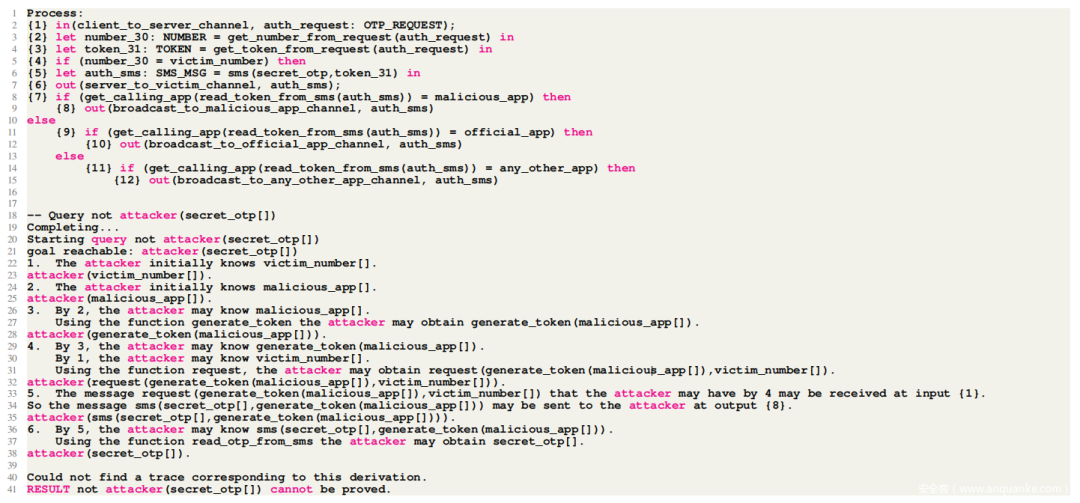 1 Process:
2 {1} in(client_to_server_channel, auth_request: OTP_REQUEST);
3 {2} let number_30: NUMBER = get_number_from_request(auth_request) in
4 {3} let token_31: TOKEN = get_token_from_request(auth_request) in
5 {4} if (number_30 = victim_number) then
6 {5} let auth_sms: SMS_MSG = sms(secret_otp,token_31) in
7 {6} out(server_to_victim_channel, auth_sms);
8 {7} if (get_calling_app(read_token_from_sms(auth_sms)) = malicious_app) then
9 {8} out(broadcast_to_malicious_app_channel, auth_sms)
10 else
11 {9} if (get_calling_app(read_token_from_sms(auth_sms)) = official_app) then
12 {10} out(broadcast_to_official_app_channel, auth_sms)
13 else
14 {11} if (get_calling_app(read_token_from_sms(auth_sms)) = any_other_app) then
15 {12} out(broadcast_to_any_other_app_channel, auth_sms)
16
17
18 -- Query not attacker(secret_otp[])
19 Completing...
20 Starting query not attacker(secret_otp[])
21 goal reachable: attacker(secret_otp[])
22 1. The attacker initially knows victim_number[].
23 attacker(victim_number[]).
24 2. The attacker initially knows malicious_app[].
25 attacker(malicious_app[]).
26 3. By 2, the attacker may know malicious_app[].
27 Using the function generate_token the attacker may obtain generate_token(malicious_app[]).
28 attacker(generate_token(malicious_app[])).
29 4. By 3, the attacker may know generate_token(malicious_app[]).
30 By 1, the attacker may know victim_number[].
31 Using the function request, the attacker may obtain request(generate_token(malicious_app[]),victim_number[]).
32 attacker(request(generate_token(malicious_app[]),victim_number[])).
33 5. The message request(generate_token(malicious_app[]),victim_number[]) that the attacker may have by 4 may be received at input {1}.
34 So the message sms(secret_otp[],generate_token(malicious_app[])) may be sent to the attacker at output {8}.
35 attacker(sms(secret_otp[],generate_token(malicious_app[]))).
36 6. By 5, the attacker may know sms(secret_otp[],generate_token(malicious_app[])).
37 Using the function read_otp_from_sms the attacker may obtain secret_otp[].
38 attacker(secret_otp[]).
39
40 Could not find a trace corresponding to this derivation.
41 RESULT not attacker(secret_otp[]) cannot be proved.
安全客（www.anquanke.com）